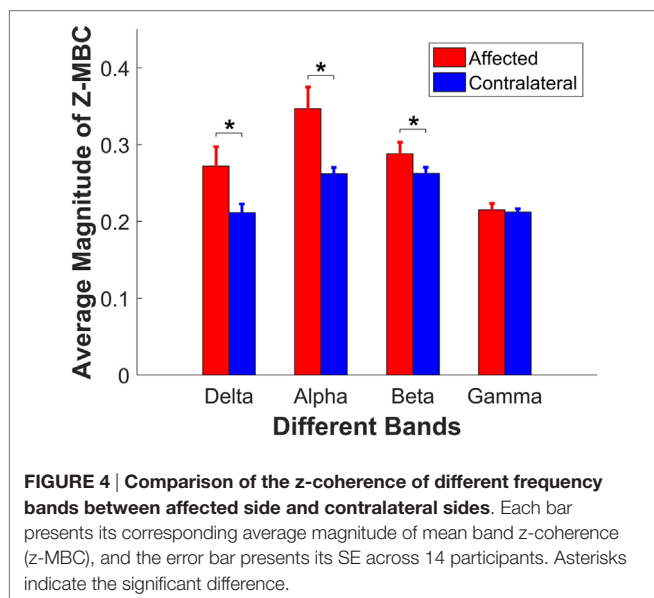 Average Magnitude of Z-MBC
0.4
0.3
0.2
0.1
0
*
*
*
Affected
Contralateral
Delta Alpha Beta Gamma
Different Bands
FIGURE 4 | Comparison of the z-coherence of different frequency
bands between affected side and contralateral sides. Each bar
presents its corresponding average magnitude of mean band z-coherence
(z-MBC), and the error bar presents its SE across 14 participants. Asterisks
indicate the significant difference.